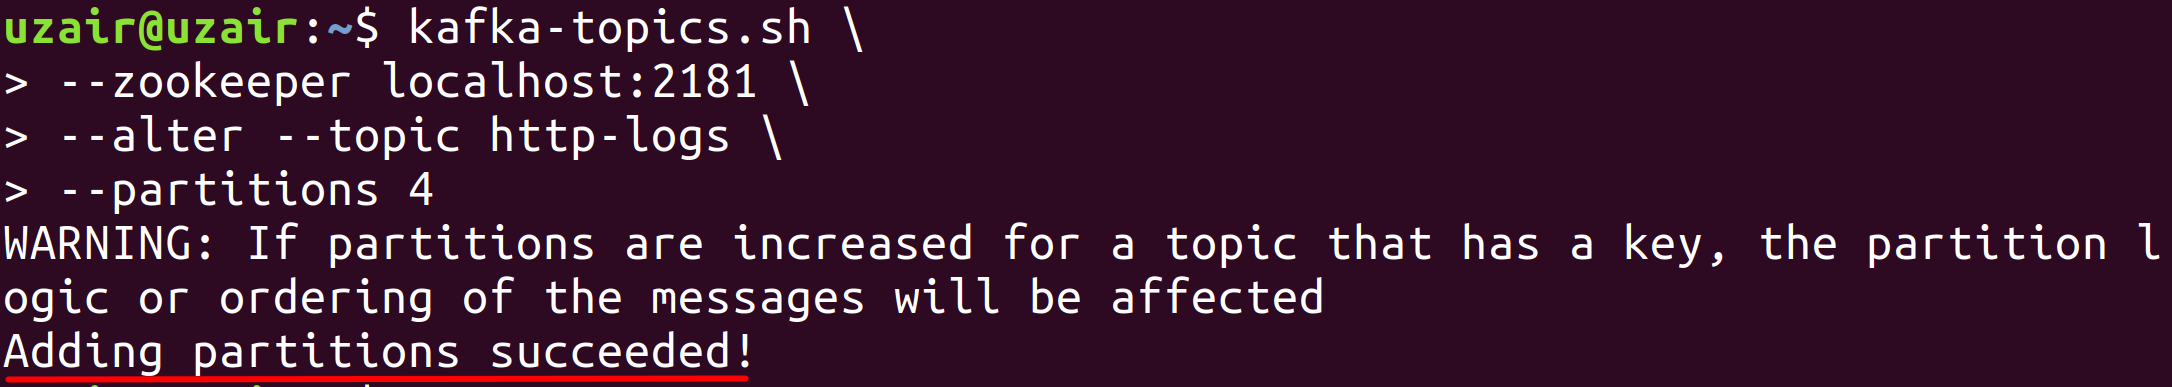 uzair@uzair:~$ kafka-topics.sh \
> --zookeeper localhost:2181 \
> --alter --topic http-logs \
> --partitions 4
WARNING: If partitions are increased for a topic that has a key, the partition l
ogic or ordering of the messages will be affected
Adding partitions succeeded!